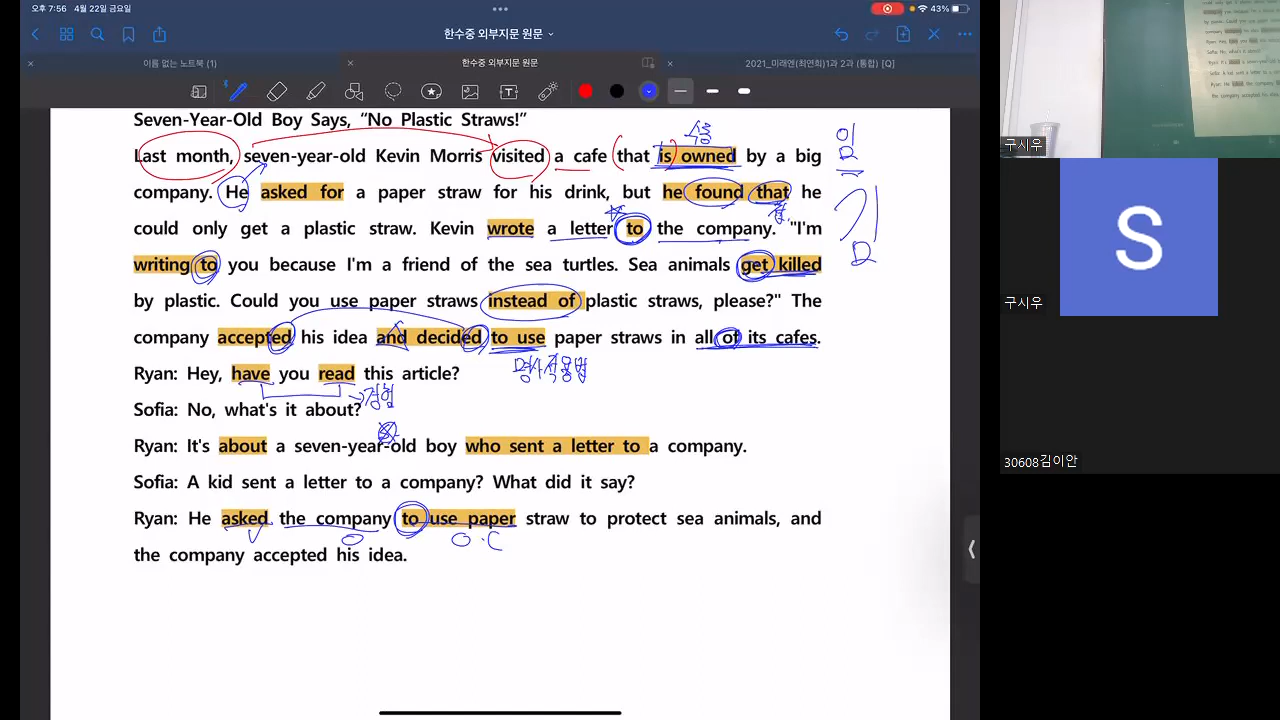 오후 7:56 4월 22일 금요일
43%
한수중 외부지문 원문
이름 없는 노트북 (1)
한수중 외부지문 원문
2021_미래엔(최연희)1과 2과 (통합) [Q]
Seven-Year-Old Boy Says, “No Plastic Straws!”
수동
Last month, seven-year-old Kevin Morris visited a cafe (that is) owned by a big
company. He asked for a paper straw for his drink, but he found that he
could only get a plastic straw. Kevin wrote a letter to the company. "I'm
writing to you because I'm a friend of the sea turtles. Sea animals get killed
by plastic. Could you use paper straws instead of plastic straws, please?" The
company accepted his idea and decided to use paper straws in all of its cafes.
명사적용법
Ryan: Hey, have you read this article?
경험
Sofia: No, what's it about?
Ryan: It's about a seven-year-old boy who sent a letter to a company.
Sofia: A kid sent a letter to a company? What did it say?
Ryan: He asked the company to use paper straw to protect sea animals, and
O O.C
the company accepted his idea.
구시우
S
구시우
30608김이안